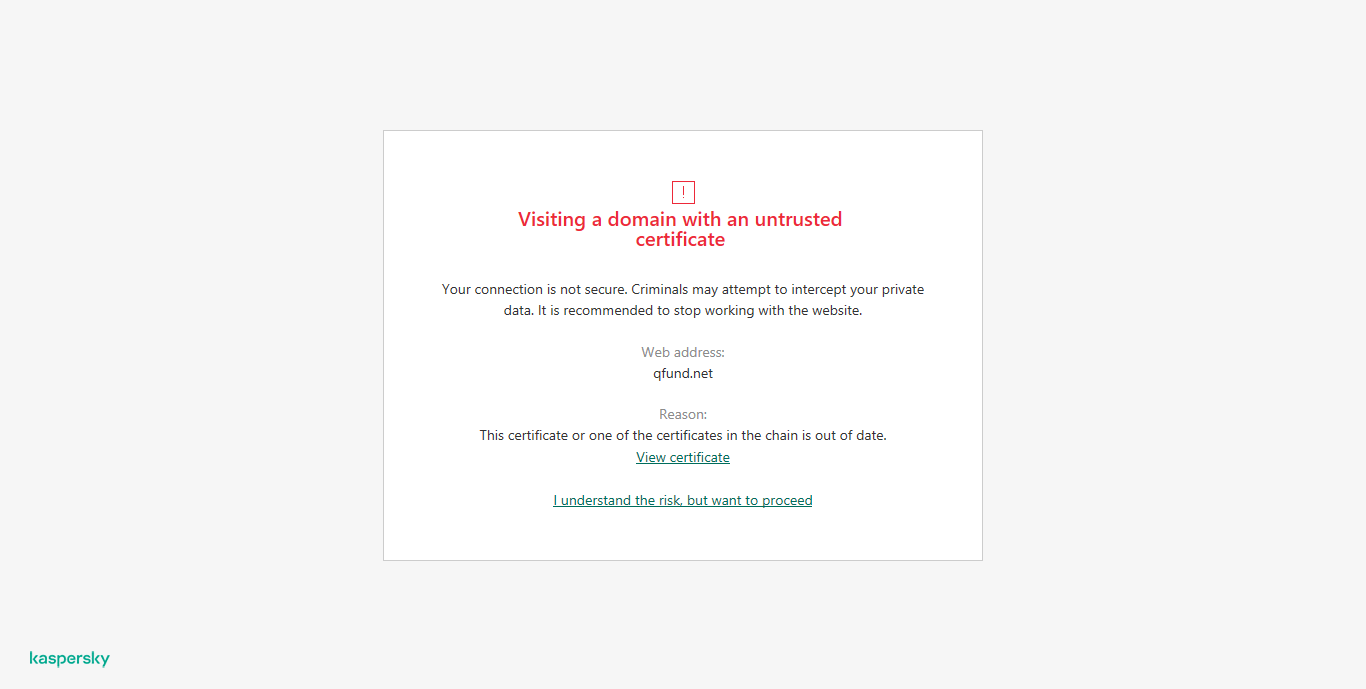 !
Visiting a domain with an untrusted
certificate
Your connection is not secure. Criminals may attempt to intercept your private
data. It is recommended to stop working with the website.
Web address:
qfund.net
Reason:
This certificate or one of the certificates in the chain is out of date.
View certificate
I understand the risk, but want to proceed
kaspersky